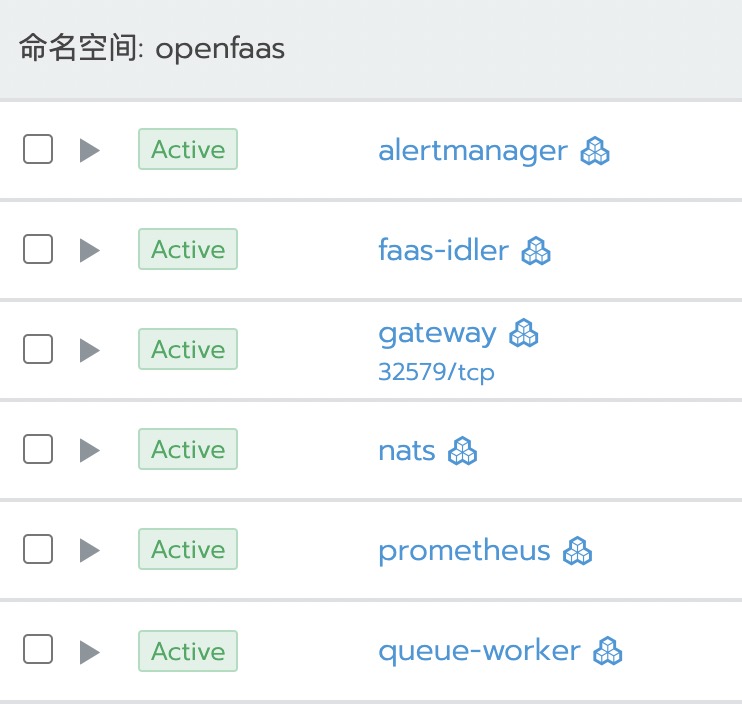 命名空间: openfaas
Active alertmanager
Active faas-idler
Active gateway
32579/tcp
Active nats
Active prometheus
Active queue-worker